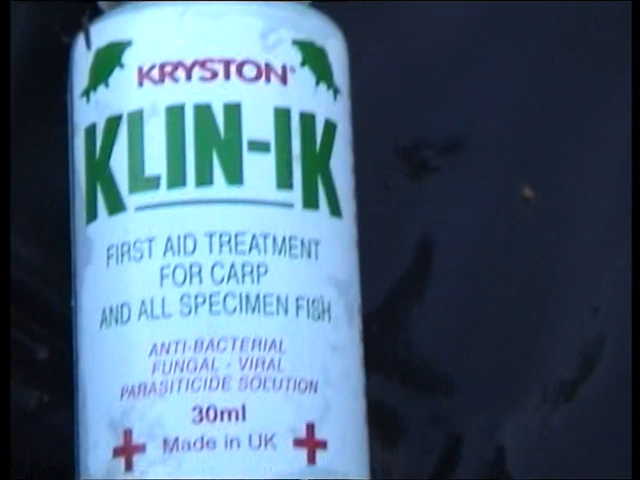 KRYSTON
KLIN-IK
FIRST AID TREATMENT
FOR CARP
AND ALL SPECIMEN FISH
ANTI-BACTERIAL
FUNGAL - VIRAL
PARASITICIDE SOLUTION
30ml
Made in UK